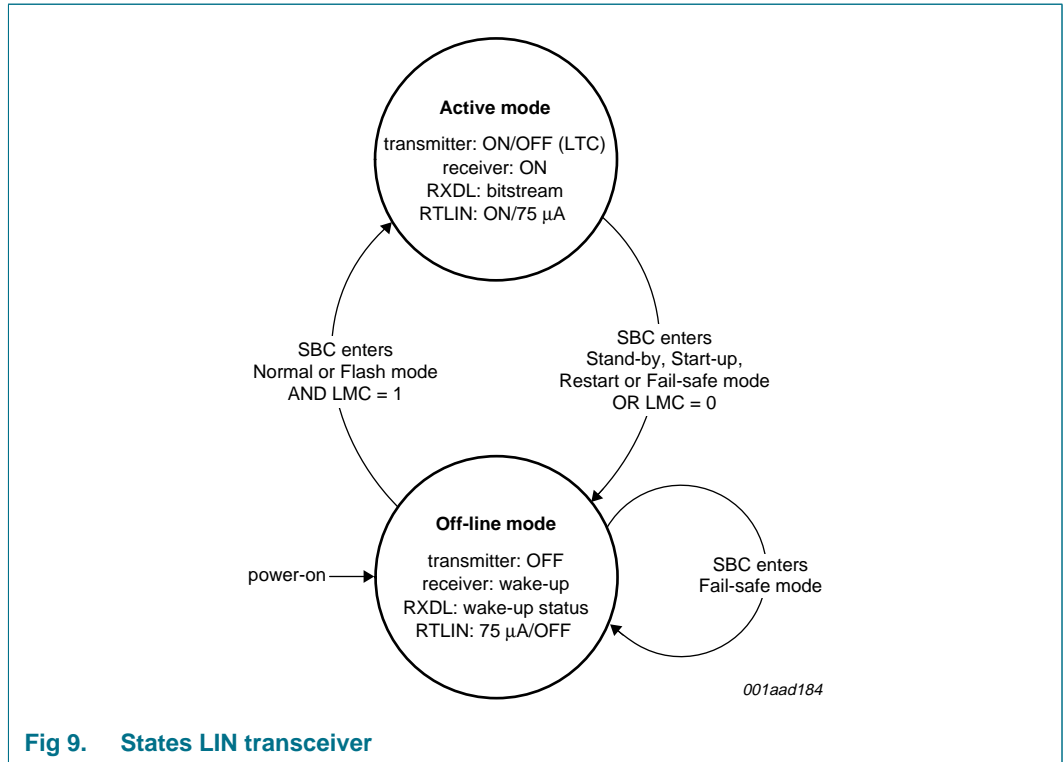 Active mode
transmitter: ON/OFF (LTC)
receiver: ON
RXDL: bitstream
RTLIN: ON/75 μA
SBC enters
Normal or Flash mode
AND LMC = 1
SBC enters
Stand-by, Start-up,
Restart or Fail-safe mode
OR LMC = 0
Off-line mode
transmitter: OFF
receiver: wake-up
RXDL: wake-up status
RTLIN: 75 μA/OFF
power-on
SBC enters
Fail-safe mode
001aad184
Fig 9. States LIN transceiver